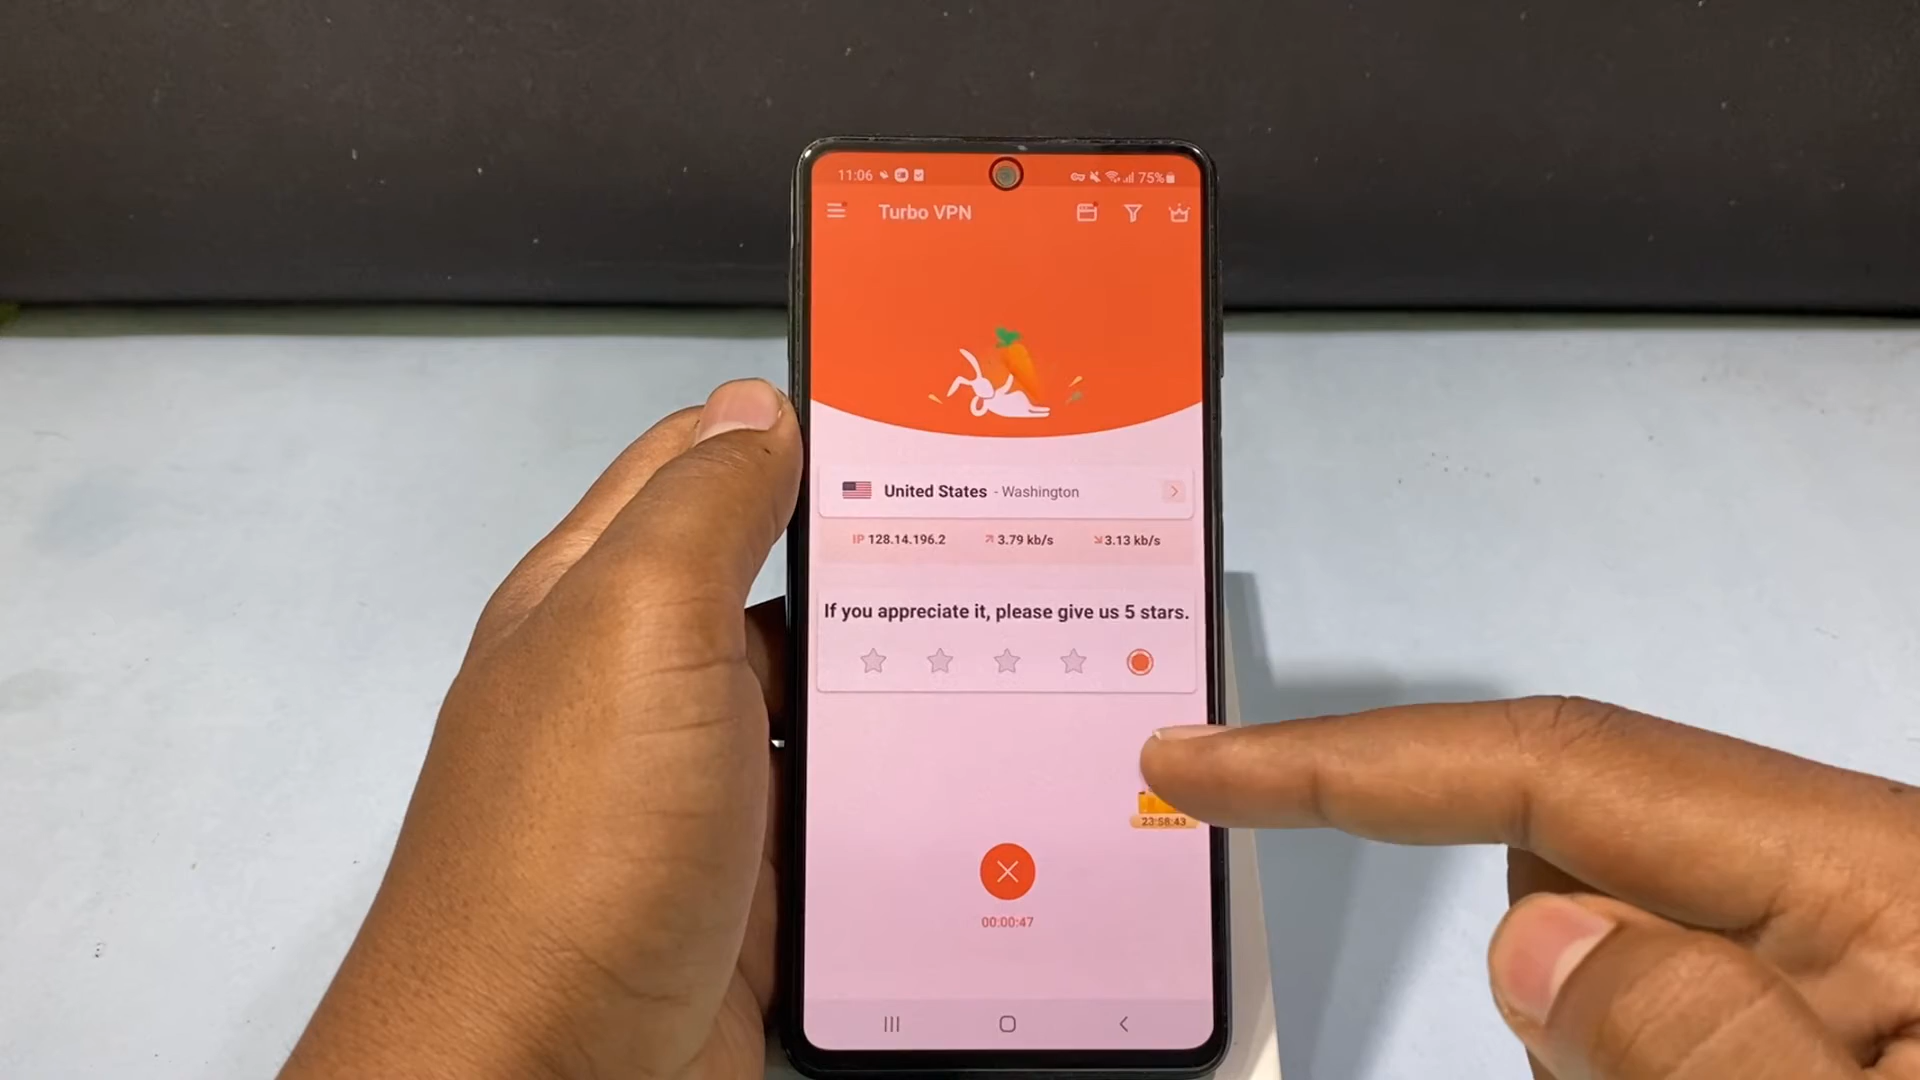 11:06
75%
Turbo VPN
United States - Washington
IP 128.14.196.2 3.79 kb/s 3.13 kb/s
If you appreciate it, please give us 5 stars.
23:58:43
00:00:47